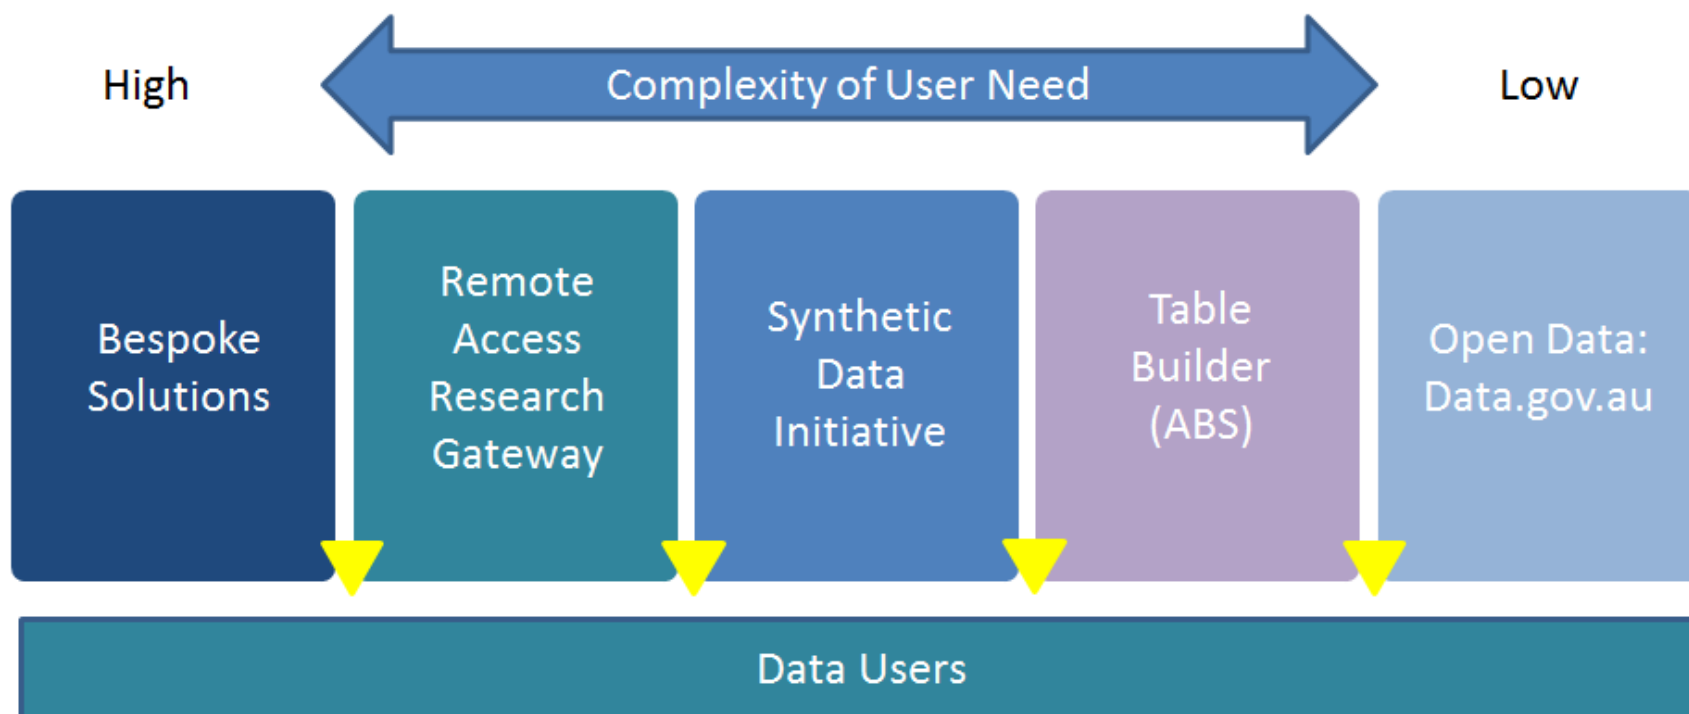 High
Complexity of User Need
Low
Bespoke
Solutions
Remote
Access
Research
Gateway
Synthetic
Data
Initiative
Table
Builder
(ABS)
Open Data:
Data.gov.au
Data Users